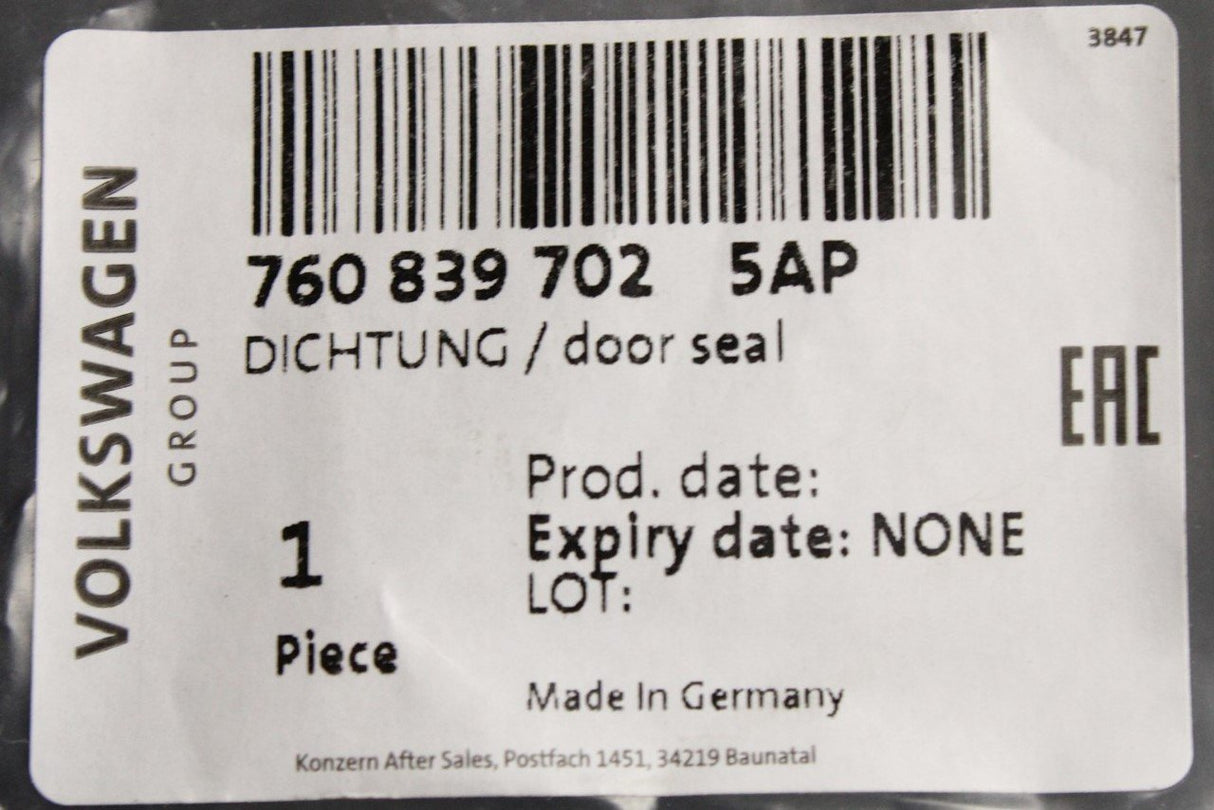 3847
VOLKSWAGEN
GROUP
760 839 702 5AP
DICHTUNG / door seal
EAC
Prod. date:
Expiry date: NONE
LOT:
1
Piece
Made In Germany
Konzern After Sales, Postfach 1451, 34219 Baunatal